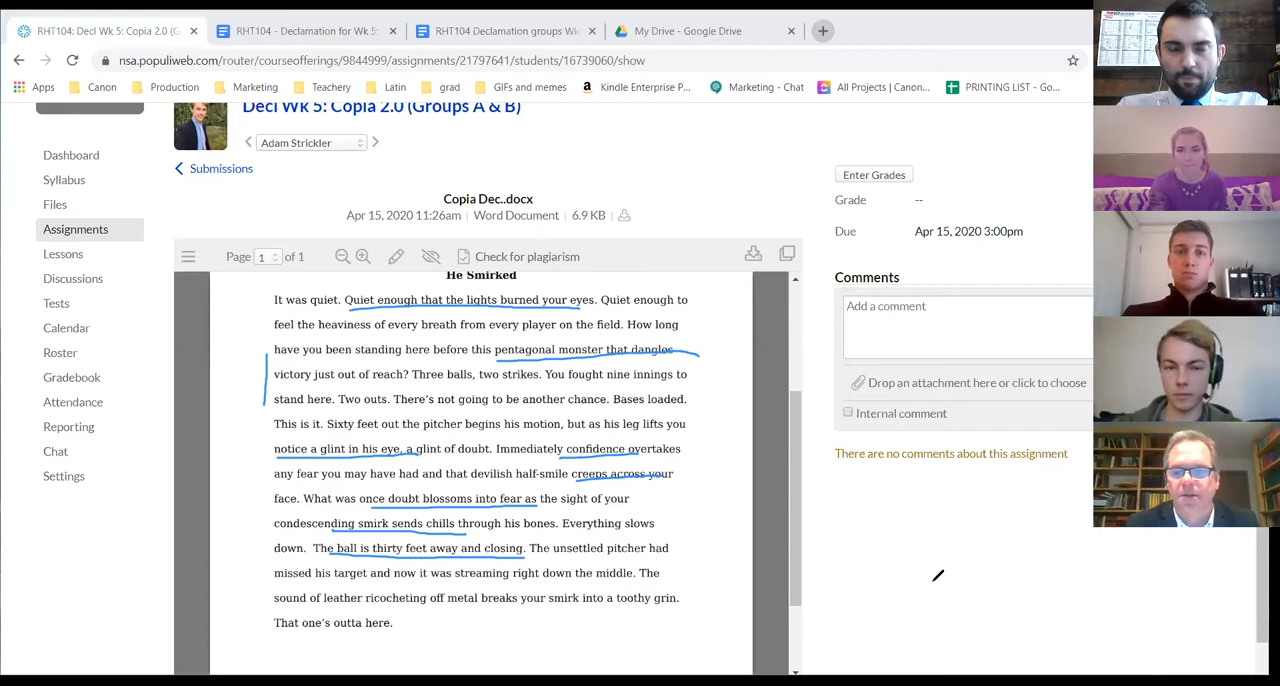 RHT104: Decl Wk 5: Copia 2.0 (G
RHT104 - Declamation for Wk 5:
RHT104 Declamation groups Wk
My Drive - Google Drive
nsa.populiweb.com/router/courseofferings/9844999/assignments/21797641/students/16739060/show
Apps Canon Production Marketing Teachery Latin grad GIFs and memes Kindle Enterprise P... Marketing - Chat All Projects (Canon... PRINTING LIST - Go...
Decl Wk 5: Copia 2.0 (Groups A & B)
Adam Strickler
Submissions
Dashboard
Syllabus
Files
Assignments
Lessons
Discussions
Tests
Calendar
Roster
Gradebook
Attendance
Reporting
Chat
Settings
Copia Dec..docx
Apr 15, 2020 11:26am | Word Document | 6.9 KB
Page 1 of 1
Check for plagiarism
He Smirked
It was quiet. Quiet enough that the lights burned your eyes. Quiet enough to
feel the heaviness of every breath from every player on the field. How long
have you been standing here before this pentagonal monster that dangles
victory just out of reach? Three balls, two strikes. You fought nine innings to
stand here. Two outs. There's not going to be another chance. Bases loaded.
This is it. Sixty feet out the pitcher begins his motion, but as his leg lifts you
notice a glint in his eye, a glint of doubt. Immediately confidence overtakes
any fear you may have had and that devilish half-smile creeps across your
face. What was once doubt blossoms into fear as the sight of your
condescending smirk sends chills through his bones. Everything slows
down. The ball is thirty feet away and closing. The unsettled pitcher had
missed his target and now it was streaming right down the middle. The
sound of leather ricocheting off metal breaks your smirk into a toothy grin.
That one's outta here.
Enter Grades
Grade --
Due Apr 15, 2020 3:00pm
Comments
Add a comment
Drop an attachment here or click to choose
Internal comment
There are no comments about this assignment